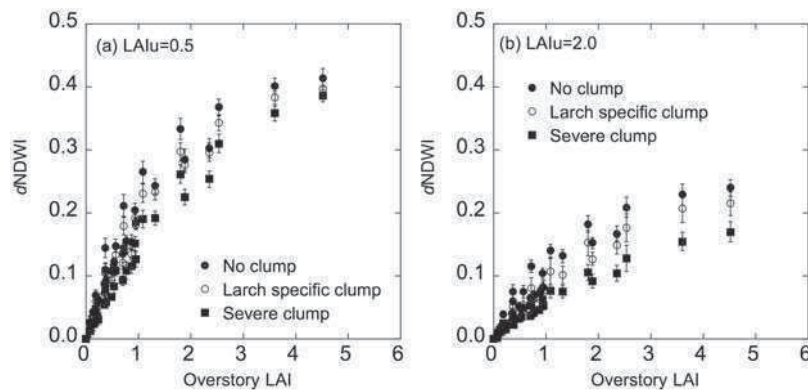 (a) LAIu=0.5
0.5
0.4
0.3
0.2
0.1
0.0
dNDWI
No clump
Larch specific clump
Severe clump
0 1 2 3 4 5 6
Overstory LAI
(b) LAIu=2.0
0.5
0.4
0.3
0.2
0.1
0.0
dNDWI
No clump
Larch specific clump
Severe clump
0 1 2 3 4 5 6
Overstory LAI